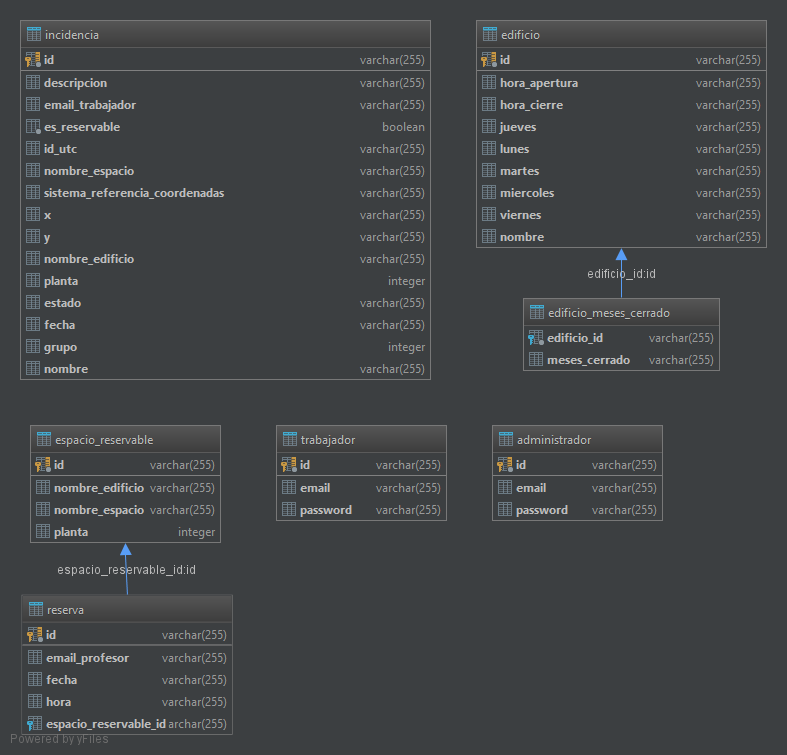 incidencia
id varchar(255)
descripcion varchar(255)
email_trabajador varchar(255)
es_reservable boolean
id_utc varchar(255)
nombre_espacio varchar(255)
sistema_referencia_coordenadas varchar(255)
x varchar(255)
y varchar(255)
nombre_edificio varchar(255)
planta integer
estado varchar(255)
fecha varchar(255)
grupo integer
nombre varchar(255)
edificio
id varchar(255)
hora_apertura varchar(255)
hora_cierre varchar(255)
jueves varchar(255)
lunes varchar(255)
martes varchar(255)
miercoles varchar(255)
viernes varchar(255)
nombre varchar(255)
edificio_id:id
edificio_meses_cerrado
edificio_id varchar(255)
meses_cerrado varchar(255)
espacio_reservable
id varchar(255)
nombre_edificio varchar(255)
nombre_espacio varchar(255)
planta integer
trabajador
id varchar(255)
email varchar(255)
password varchar(255)
administrador
id varchar(255)
email varchar(255)
password varchar(255)
espacio_reservable_id:id
reserva
id varchar(255)
email_profesor varchar(255)
fecha varchar(255)
hora varchar(255)
espacio_reservable_id archar(255)
Powered by yFiles